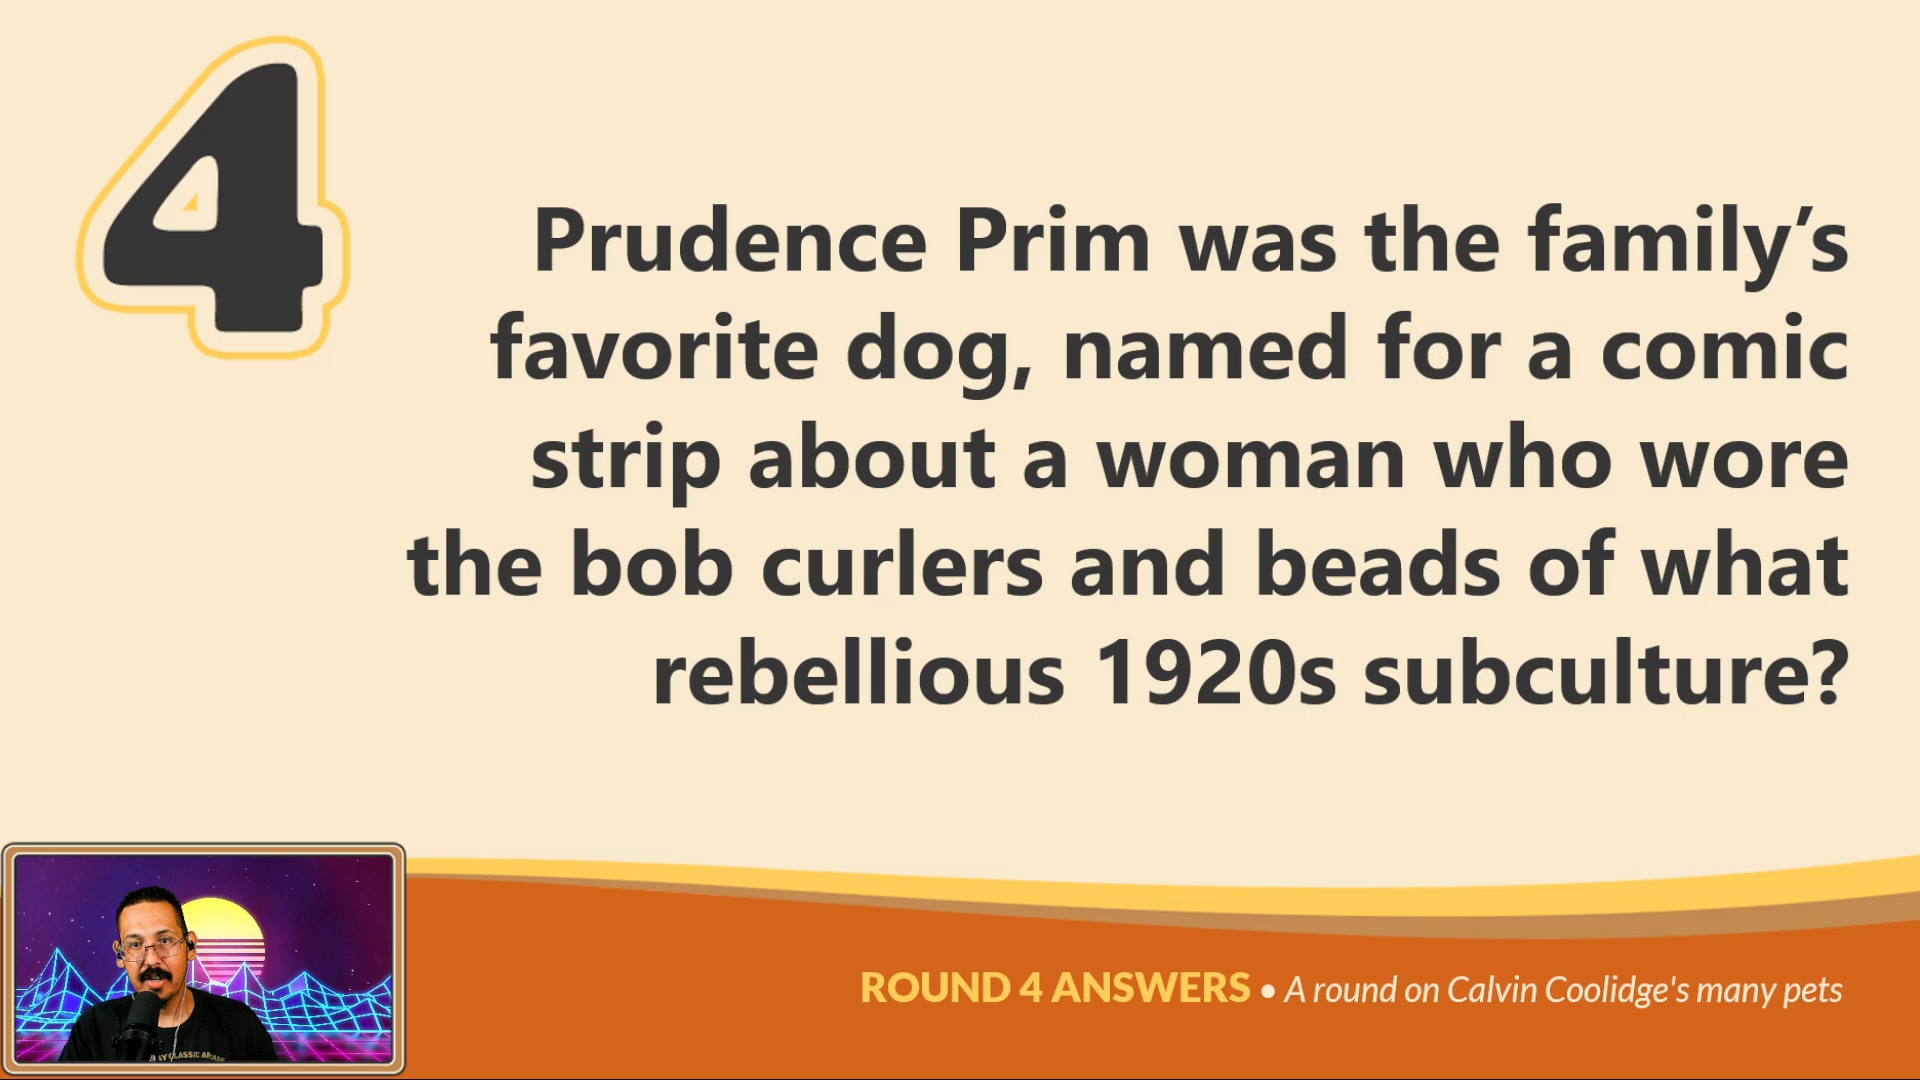 4
Prudence Prim was the family’s
favorite dog, named for a comic
strip about a woman who wore
the bob curlers and beads of what
rebellious 1920s subculture?
ROUND 4 ANSWERS • A round on Calvin Coolidge's many pets